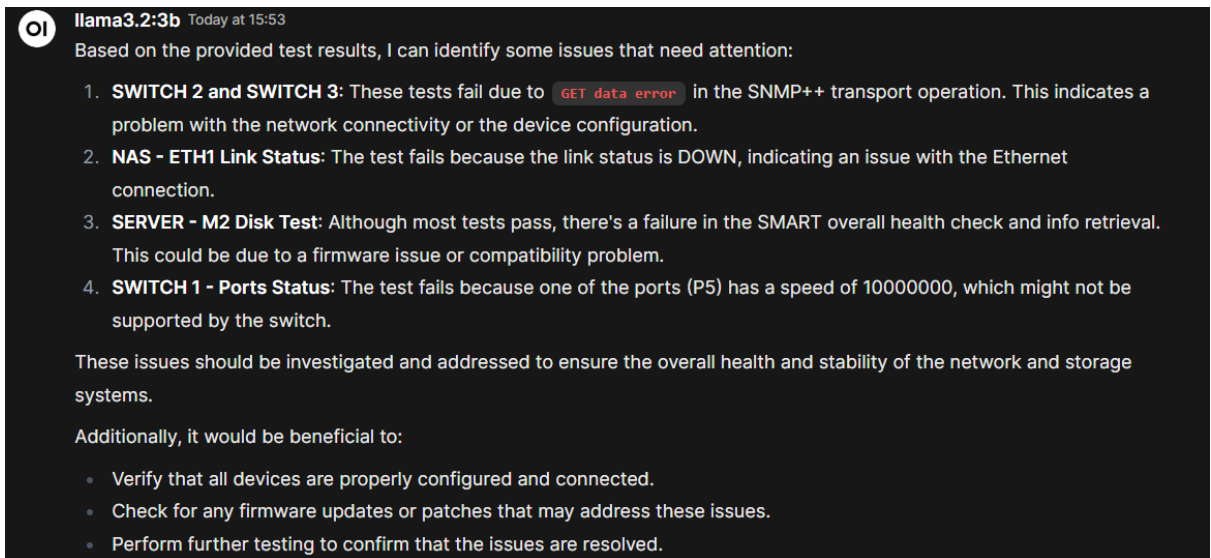 OI
llama3.2:3b Today at 15:53
Based on the provided test results, I can identify some issues that need attention:
1. SWITCH 2 and SWITCH 3: These tests fail due to GET data error in the SNMP++ transport operation. This indicates a
problem with the network connectivity or the device configuration.
2. NAS - ETH1 Link Status: The test fails because the link status is DOWN, indicating an issue with the Ethernet
connection.
3. SERVER - M2 Disk Test: Although most tests pass, there's a failure in the SMART overall health check and info retrieval.
This could be due to a firmware issue or compatibility problem.
4. SWITCH 1 - Ports Status: The test fails because one of the ports (P5) has a speed of 10000000, which might not be
supported by the switch.
These issues should be investigated and addressed to ensure the overall health and stability of the network and storage
systems.
Additionally, it would be beneficial to:
• Verify that all devices are properly configured and connected.
• Check for any firmware updates or patches that may address these issues.
• Perform further testing to confirm that the issues are resolved.